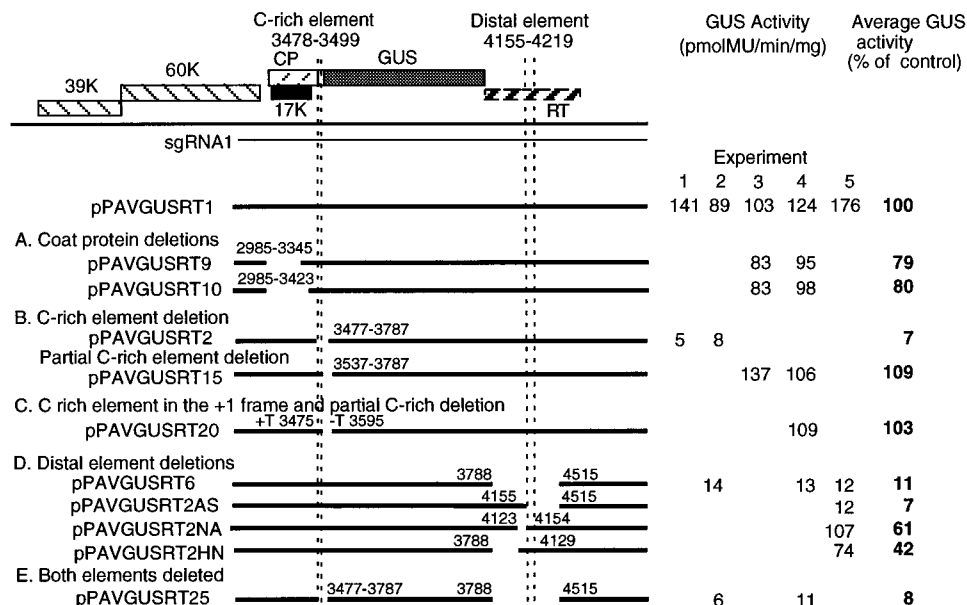 C-rich element Distal element GUS Activity Average GUS
3478-3499 4155-4219 (pmolMU/min/mg) activity
CP GUS (% of control)
39K 60K
17K RT
sgRNA1
Experiment
1 2 3 4 5
pPAVGUSRT1 141 89 103 124 176 100
A. Coat protein deletions
2985-3345
pPAVGUSRT9 83 95 79
2985-3423
pPAVGUSRT10 83 98 80
B. C-rich element deletion
pPAVGUSRT2 3477-3787 5 8 7
Partial C-rich element deletion
pPAVGUSRT15 3537-3787 137 106 109
C. C rich element in the +1 frame and partial C-rich deletion
+T 3475 -T 3595
pPAVGUSRT20 109 103
D. Distal element deletions
pPAVGUSRT6 3788 4515 14 13 12 11
pPAVGUSRT2AS 4155 4515 12 7
pPAVGUSRT2NA 4123 4154 107 61
pPAVGUSRT2HN 3788 4129 74 42
E. Both elements deleted
pPAVGUSRT25 3477-3787 3788 4515 6 11 8